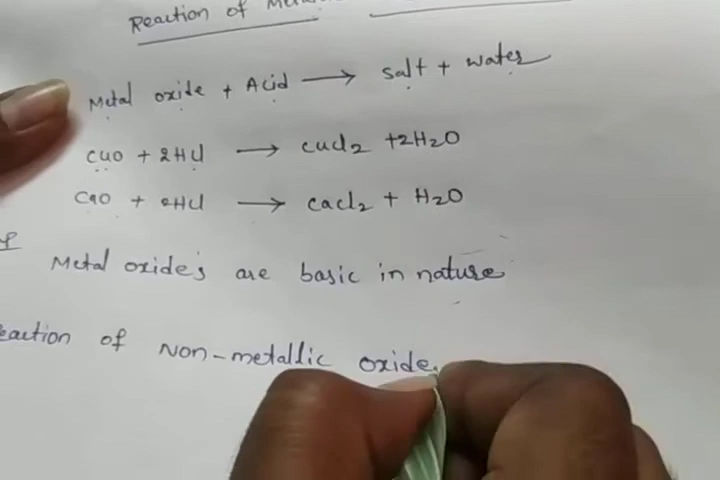 Reaction of
Metal oxide + Acid → salt + water
CuO + 2HCl → CuCl2 +2H2O
CaO + 2HCl → CaCl2 + H2O
Metal oxide's are basic in nature
eaction of Non-metallic oxide